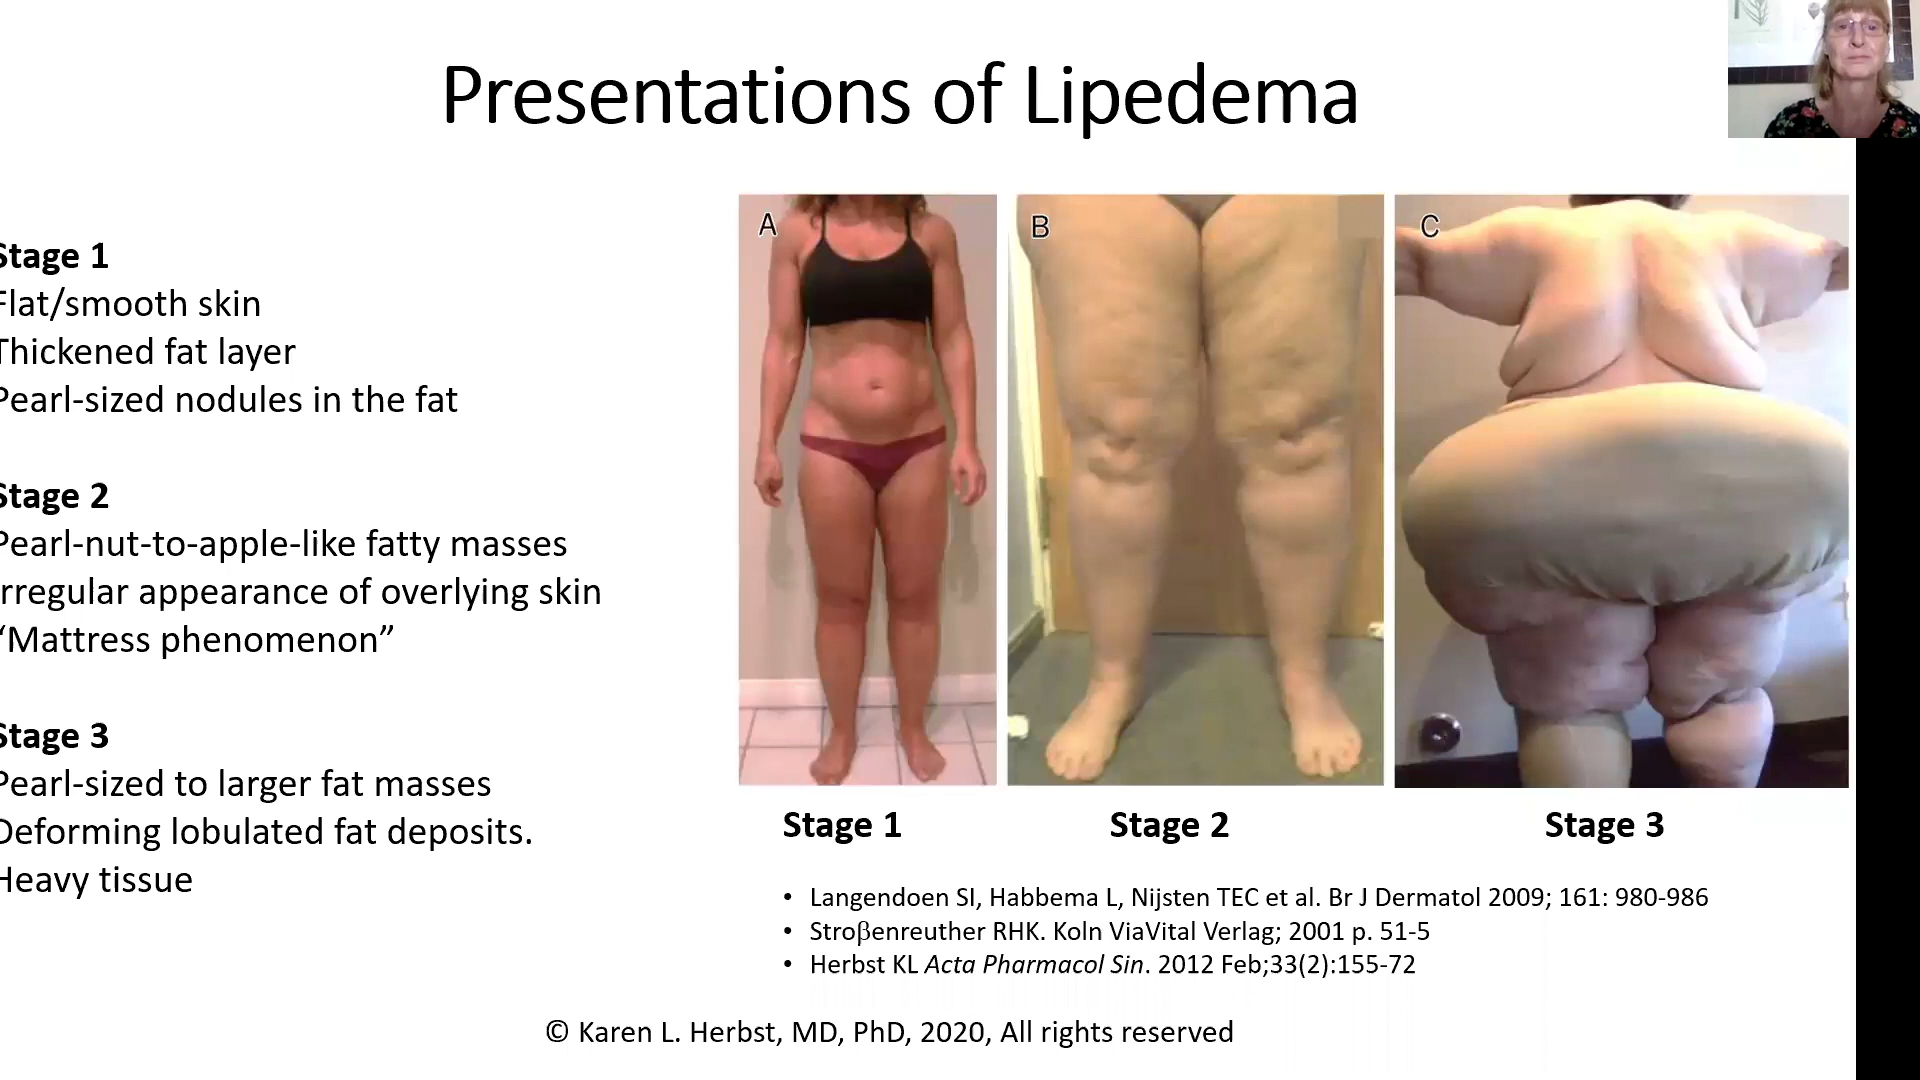 Presentations of Lipedema
Stage 1
Flat/smooth skin
Thickened fat layer
Pearl-sized nodules in the fat
Stage 2
Pearl-nut-to-apple-like fatty masses
rregular appearance of overlying skin
“Mattress phenomenon”
Stage 3
Pearl-sized to larger fat masses
Deforming lobulated fat deposits.
Heavy tissue
A
B
C
Stage 1
Stage 2
Stage 3
• Langendoen SI, Habbema L, Nijsten TEC et al. Br J Dermatol 2009; 161: 980-986
• Stroβenreuther RHK. Koln ViaVital Verlag; 2001 p. 51-5
• Herbst KL Acta Pharmacol Sin. 2012 Feb;33(2):155-72
© Karen L. Herbst, MD, PhD, 2020, All rights reserved